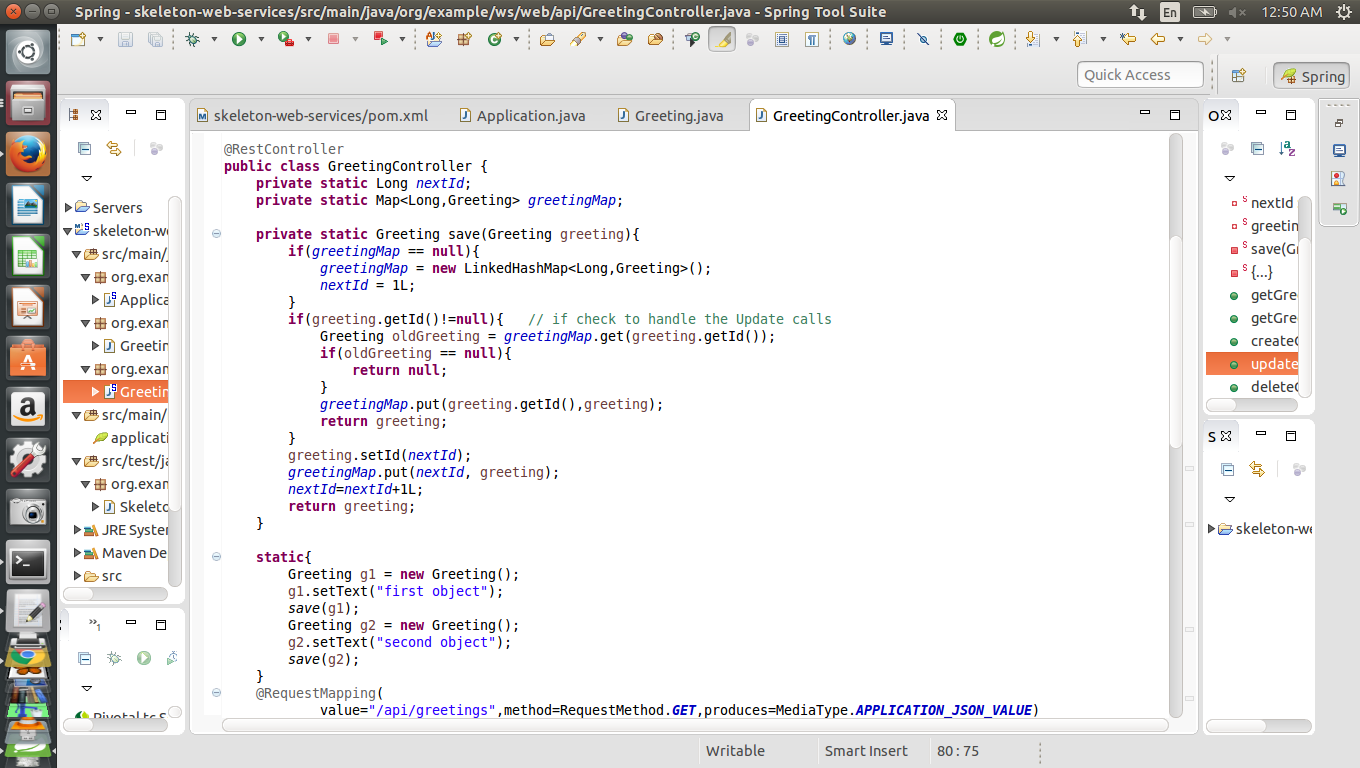 Spring - skeleton-web-services/src/main/java/org/example/ws/web/api/GreetingController.java - Spring Tool Suite
En
12:50 AM
Quick Access
Spring
skeleton-web-services/pom.xml
Application.java
Greeting.java
GreetingController.java
Servers
skeleton-w
src/main/j
org.exan
Applica
org.exan
Greetin
org.exan
Greetin
src/main/
applicati
src/test/ja
org.exan
Skeleto
JRE System
Maven De
src
1
Pivotal tc S
@RestController
public class GreetingController {
    private static Long nextId;
    private static Map<Long,Greeting> greetingMap;
    private static Greeting save(Greeting greeting){
        if(greetingMap == null){
            greetingMap = new LinkedHashMap<Long,Greeting>();
            nextId = 1L;
        }
        if(greeting.getId()!=null){   // if check to handle the Update calls
            Greeting oldGreeting = greetingMap.get(greeting.getId());
            if(oldGreeting == null){
                return null;
            }
            greetingMap.put(greeting.getId(),greeting);
            return greeting;
        }
        greeting.setId(nextId);
        greetingMap.put(nextId, greeting);
        nextId=nextId+1L;
        return greeting;
    }
    static{
        Greeting g1 = new Greeting();
        g1.setText("first object");
        save(g1);
        Greeting g2 = new Greeting();
        g2.setText("second object");
        save(g2);
    }
    @RequestMapping(
            value="/api/greetings",method=RequestMethod.GET,produces=MediaType.APPLICATION_JSON_VALUE)
O
nextId
greetin
save(Gr
{...}
getGre
getGre
createG
update
deleteG
S
skeleton-we
Writable
Smart Insert
80 : 75